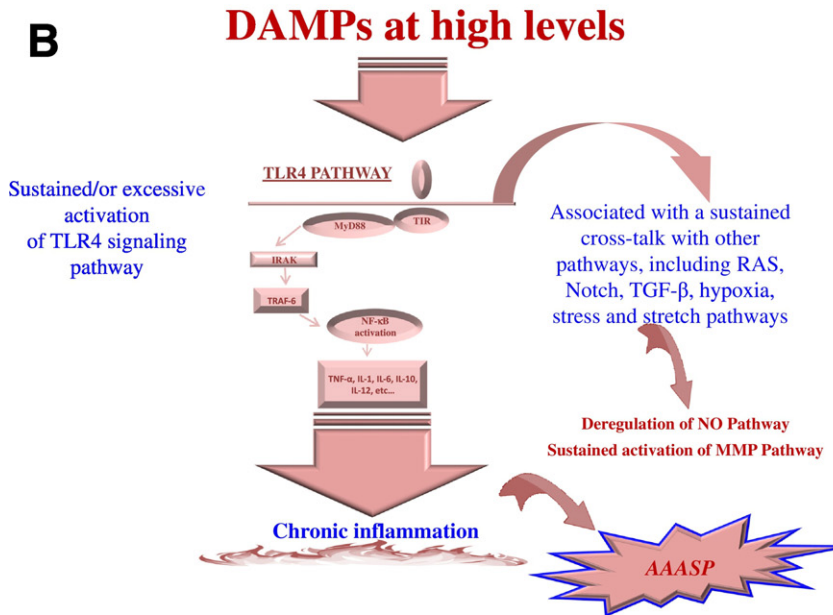 B
DAMPs at high levels
Sustained/or excessive
activation
of TLR4 signaling
pathway
TLR4 PATHWAY
TIR
MyD88
IRAK
TRAF-6
NF-κB
activation
TNF-α, IL-1, IL-6, IL-10,
IL-12, etc...
Associated with a sustained
cross-talk with other
pathways, including RAS,
Notch, TGF-β, hypoxia,
stress and stretch pathways
Deregulation of NO Pathway
Sustained activation of MMP Pathway
Chronic inflammation
AAASP